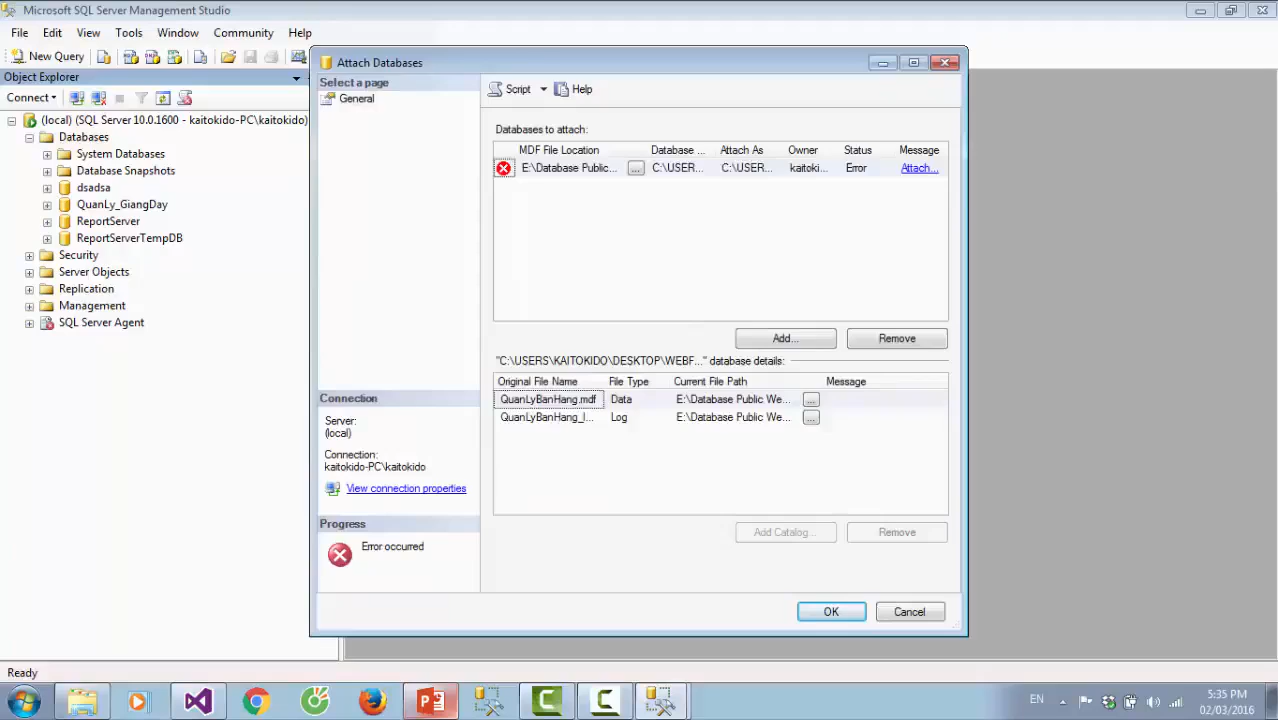 Microsoft SQL Server Management Studio
File Edit View Tools Window Community Help
New Query
Object Explorer
Connect
(local) (SQL Server 10.0.1600 - kaitokido-PC\kaitokido)
Databases
System Databases
Database Snapshots
dsadsa
QuanLy_GiangDay
ReportServer
ReportServerTempDB
Security
Server Objects
Replication
Management
SQL Server Agent
Attach Databases
Select a page
General
Script Help
Databases to attach:
MDF File Location Database ... Attach As Owner Status Message
E:\Database Public... ... C:\USER... C:\USER... kaitoki... Error Attach...
Add... Remove
"C:\USERS\KAITOKIDO\DESKTOP\WEBF..." database details:
Original File Name File Type Current File Path Message
QuanLyBanHang.mdf Data E:\Database Public We... ...
QuanLyBanHang_l... Log E:\Database Public We... ...
Add Catalog... Remove
Connection
Server:
(local)
Connection:
kaitokido-PC\kaitokido
View connection properties
Progress
Error occurred
OK Cancel
Ready
EN
5:35 PM
02/03/2016